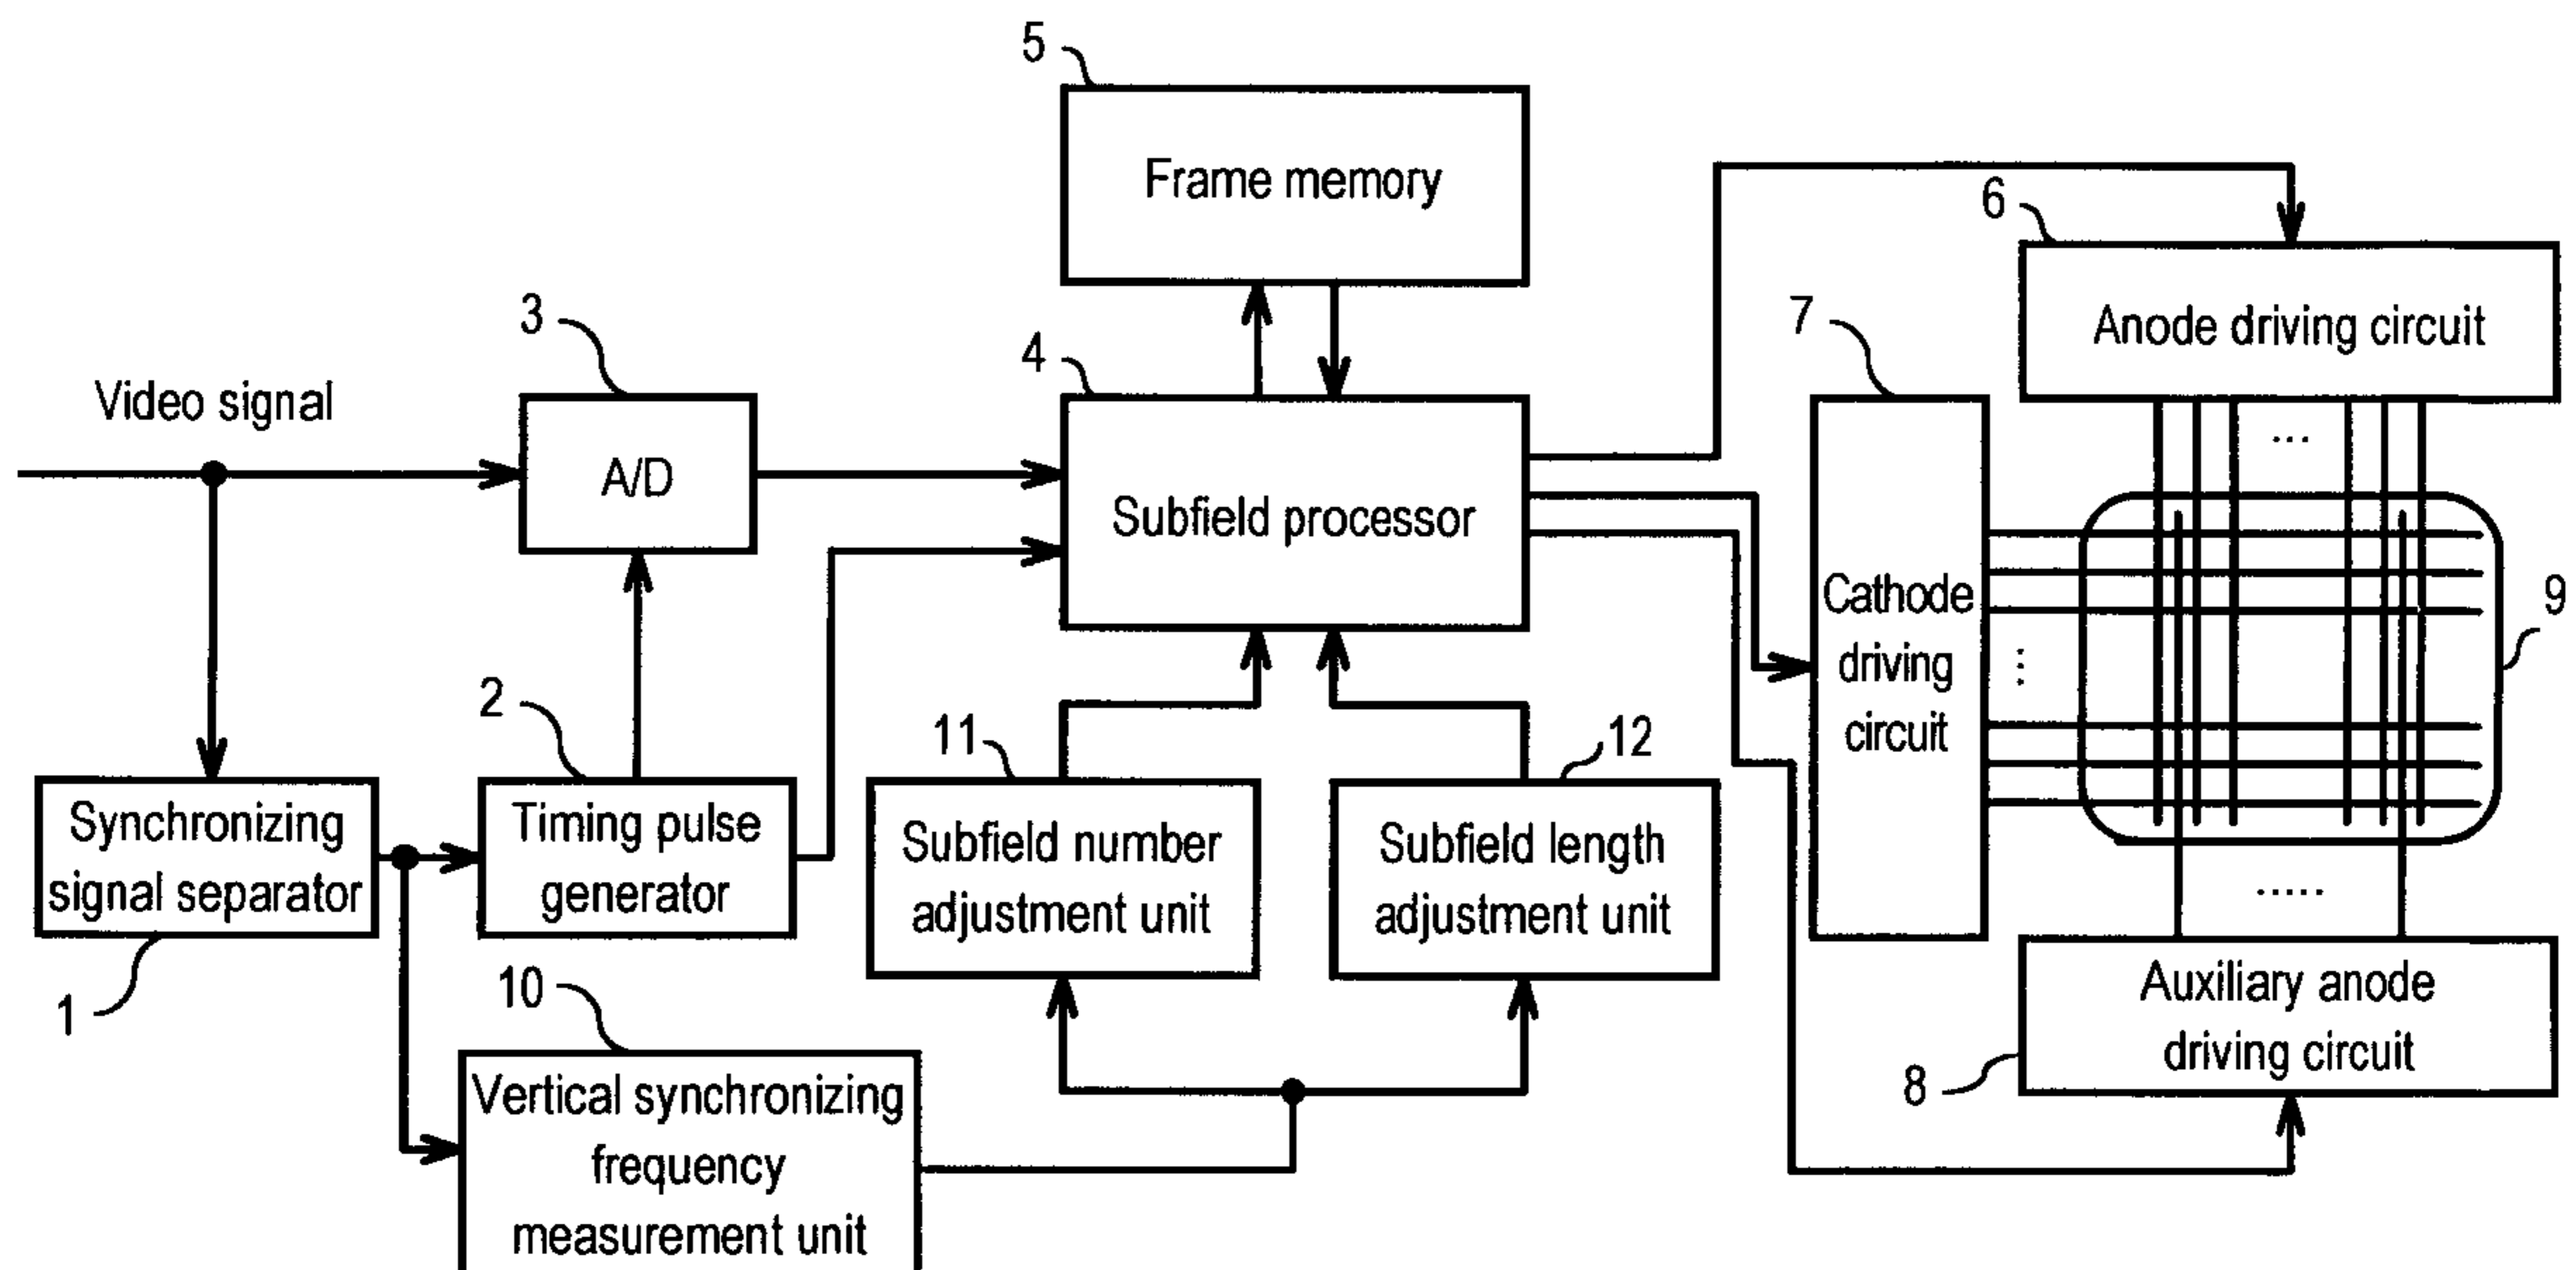 5
Frame memory
6
Anode driving circuit
...
3
A/D
4
Subfield processor
7
Cathode
driving
circuit
...
9
Video signal
2
Timing pulse
generator
11
Subfield number
adjustment unit
12
Subfield length
adjustment unit
Synchronizing
signal separator
1
10
Vertical synchronizing
frequency
measurement unit
.....
Auxiliary anode
driving circuit
8